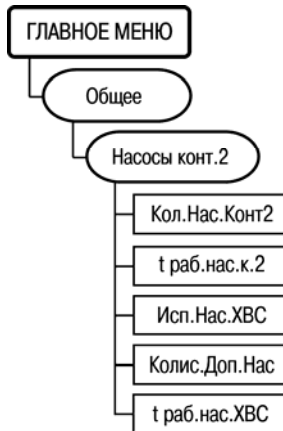 ГЛАВНОЕ МЕНЮ
Общее
Насосы конт.2
Кол.Нас.Конт2
t раб.нас.к.2
Исп.Нас.ХВС
Колис.Доп.Нас
t раб.нас.ХВС